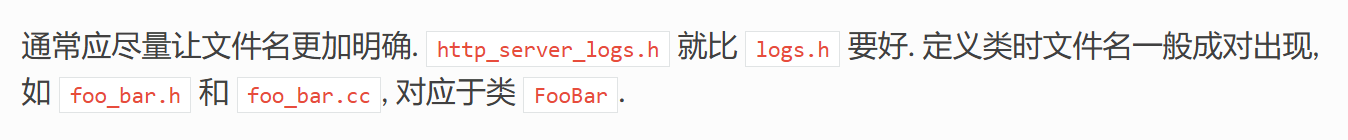 通常应尽量让文件名更加明确. http_server_logs.h 就比 logs.h 要好. 定义类时文件名一般成对出现,
如 foo_bar.h 和 foo_bar.cc, 对应于类 FooBar.